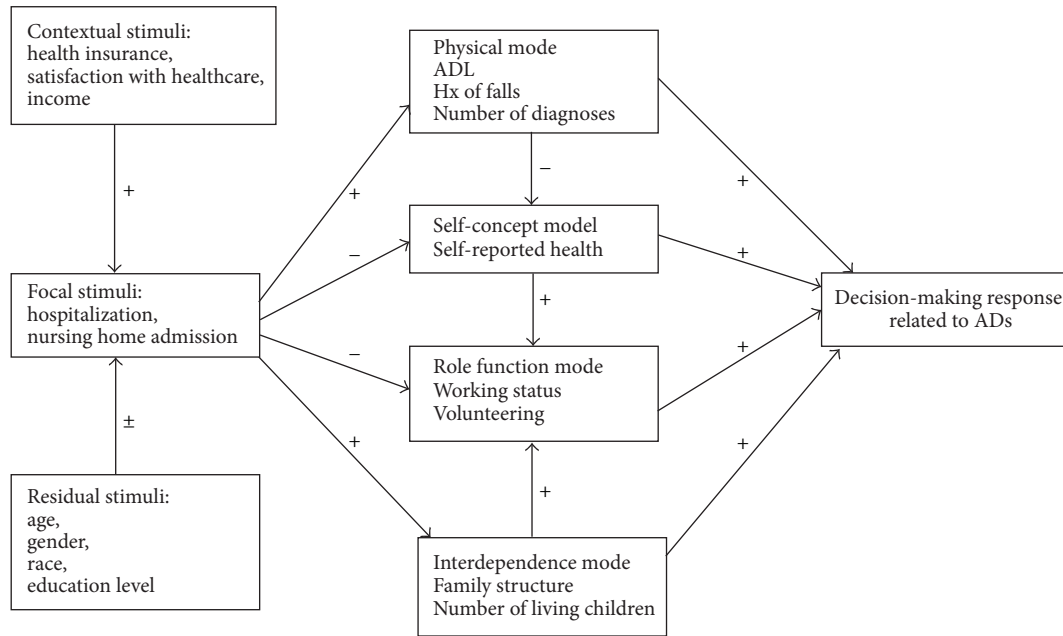 Contextual stimuli:
health insurance,
satisfaction with healthcare,
income
+
Focal stimuli:
hospitalization,
nursing home admission
±
Residual stimuli:
age,
gender,
race,
education level
+
−
−
+
Physical mode
ADL
Hx of falls
Number of diagnoses
−
Self-concept model
Self-reported health
+
Role function mode
Working status
Volunteering
+
Interdependence mode
Family structure
Number of living children
+
+
+
+
Decision-making response
related to ADs